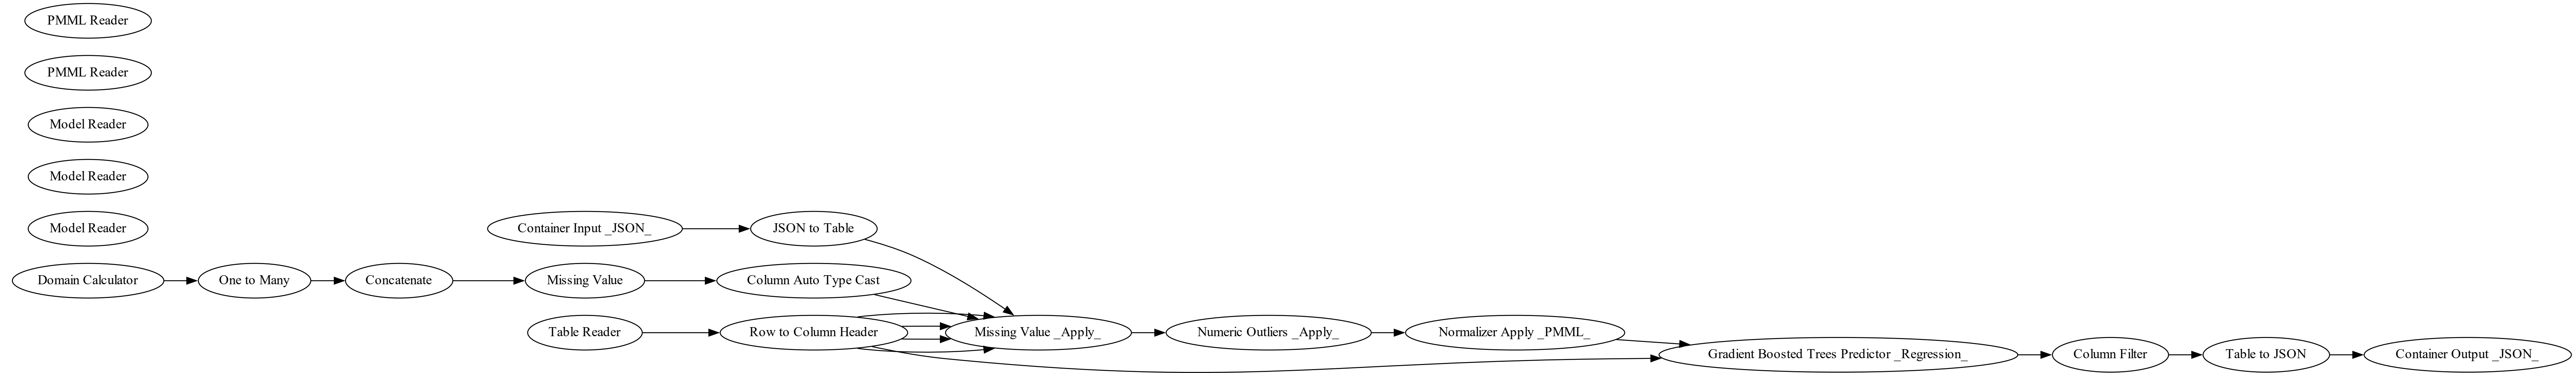 PMML Reader
PMML Reader
Model Reader
Model Reader
Model Reader
Container Input _JSON_
JSON to Table
Domain Calculator
One to Many
Concatenate
Missing Value
Column Auto Type Cast
Table Reader
Row to Column Header
Missing Value _Apply_
Numeric Outliers _Apply_
Normalizer Apply _PMML_
Gradient Boosted Trees Predictor _Regression_
Column Filter
Table to JSON
Container Output _JSON_